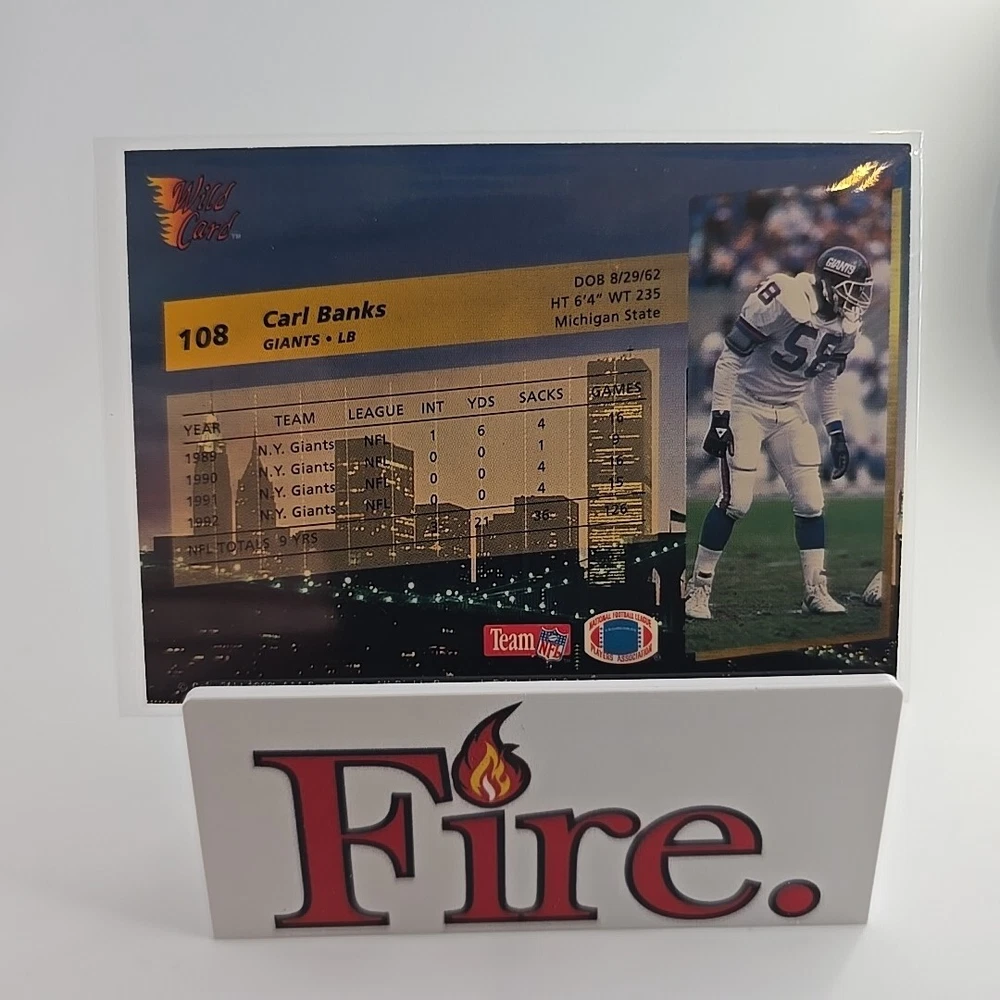 Wild
Card™
108 Carl Banks
GIANTS • LB
DOB 8/29/62
HT 6'4" WT 235
Michigan State
YEAR TEAM LEAGUE INT YDS SACKS GAMES
1989 N.Y. Giants NFL 1 6 4 16
1990 N.Y. Giants NFL 0 0 1 9
1991 N.Y. Giants NFL 0 0 4 16
1992 N.Y. Giants NFL 0 0 4 15
NFL TOTALS 9 YRS 3 21 36 126
GIANTS
58
58
Team NFL
NATIONAL FOOTBALL LEAGUE
PLAYERS ASSOCIATION
Fire.